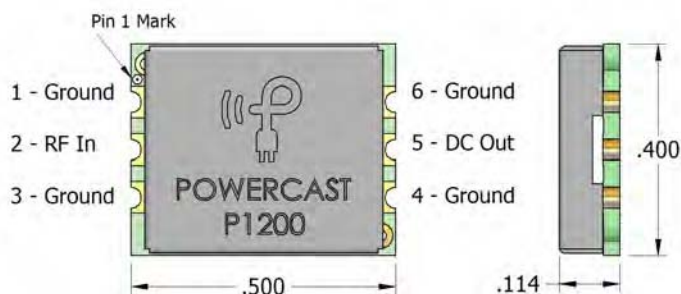 Pin 1 Mark
1 - Ground
2 - RF In
3 - Ground
POWERCAST
P1200
6 - Ground
5 - DC Out
4 - Ground
.400
.500
.114